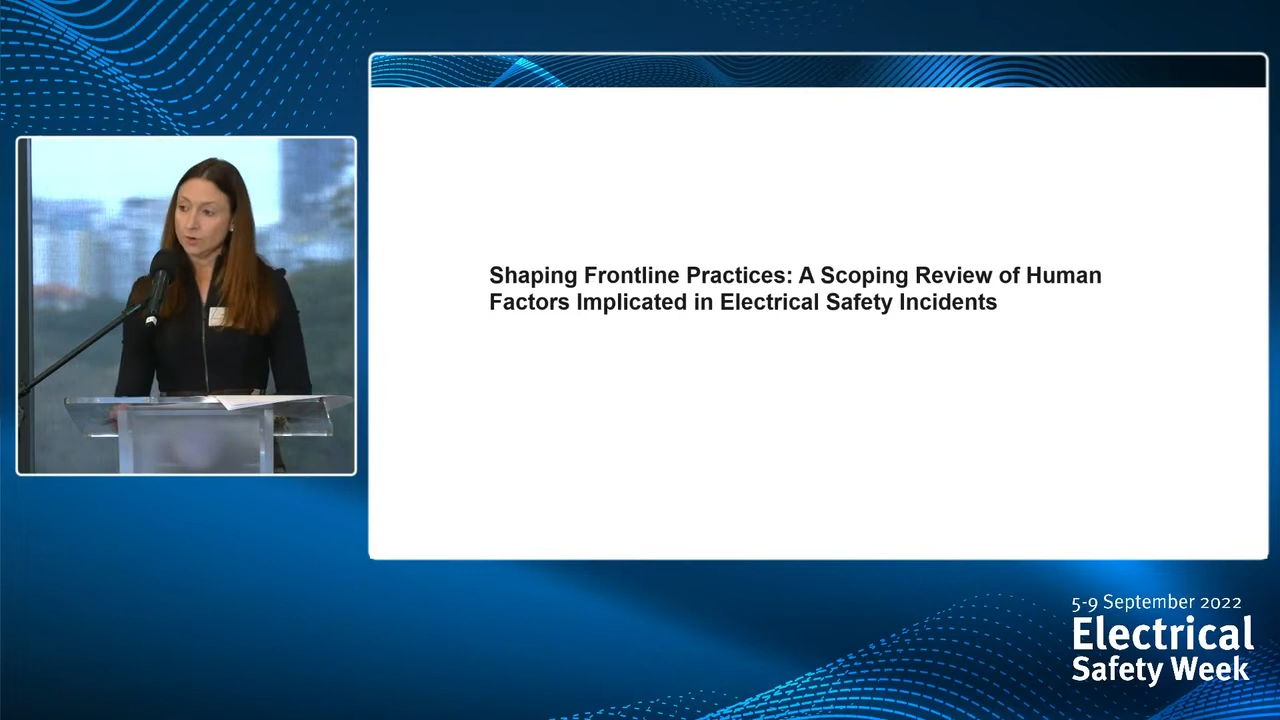 Shaping Frontline Practices: A Scoping Review of Human
Factors Implicated in Electrical Safety Incidents
5-9 September 2022
Electrical
Safety Week